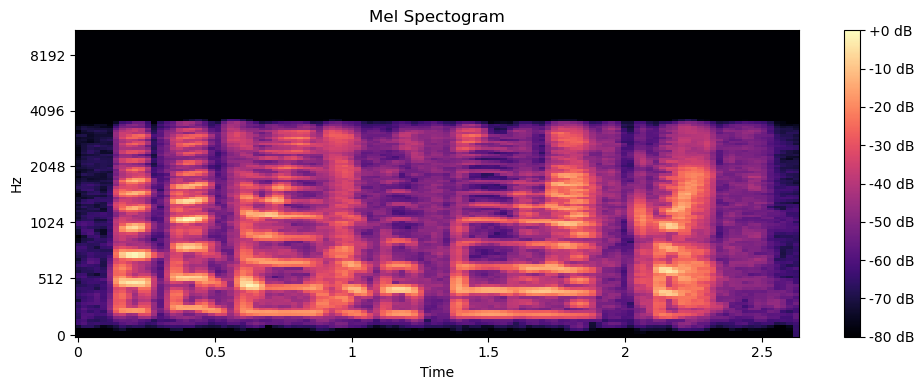 Mel Spectogram
Hz
8192
4096
2048
1024
512
0
0
0.5
1
1.5
2
2.5
Time
+0 dB
-10 dB
-20 dB
-30 dB
-40 dB
-50 dB
-60 dB
-70 dB
-80 dB